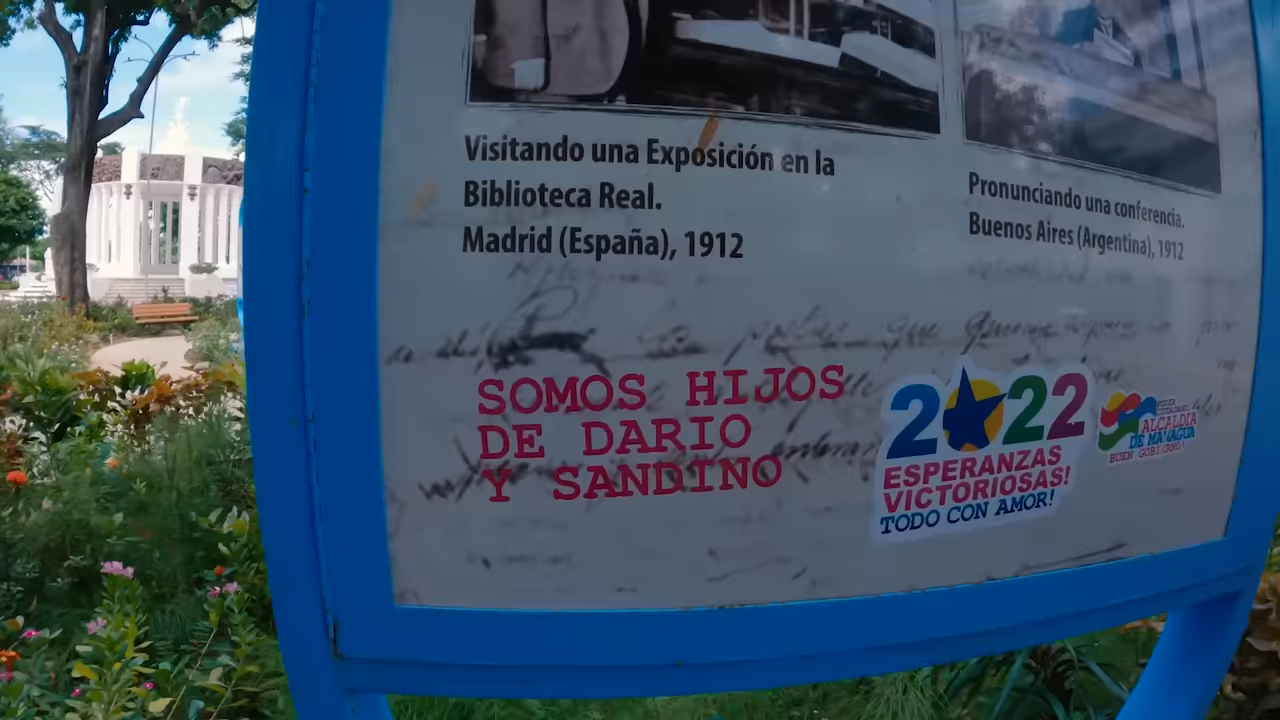 Visitando una Exposición en la
Biblioteca Real.
Madrid (España), 1912
Pronunciando una conferencia.
Buenos Aires (Argentina), 1912
SOMOS HIJOS
DE DARIO
Y SANDINO
2022
ESPERANZAS
VICTORIOSAS!
TODO CON AMOR!
ALCALDIA
DE MANAGUA
BUEN GOBIERNO!